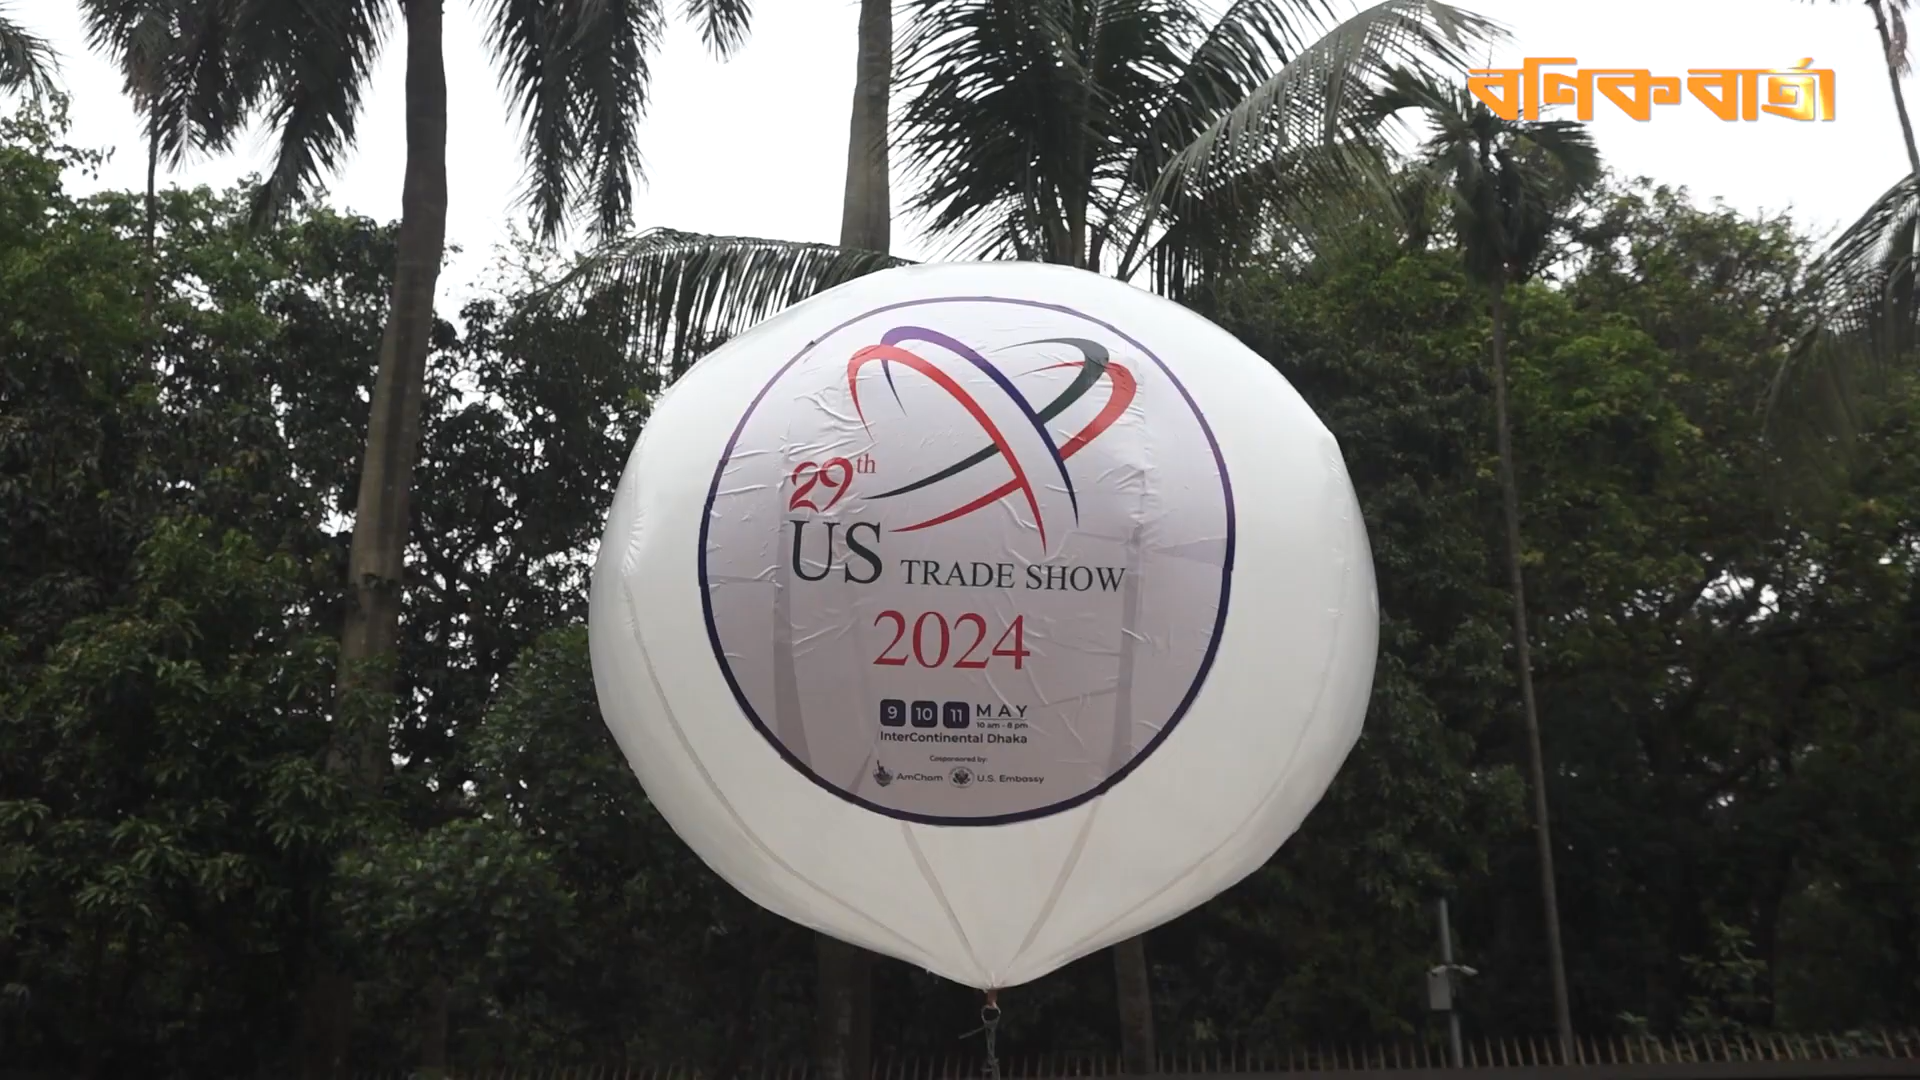 বণিক বার্তা
29th
US TRADE SHOW
2024
9 10 11 MAY
10 am - 8 pm
InterContinental Dhaka
Cosponsored by:
AmCham U.S. Embassy